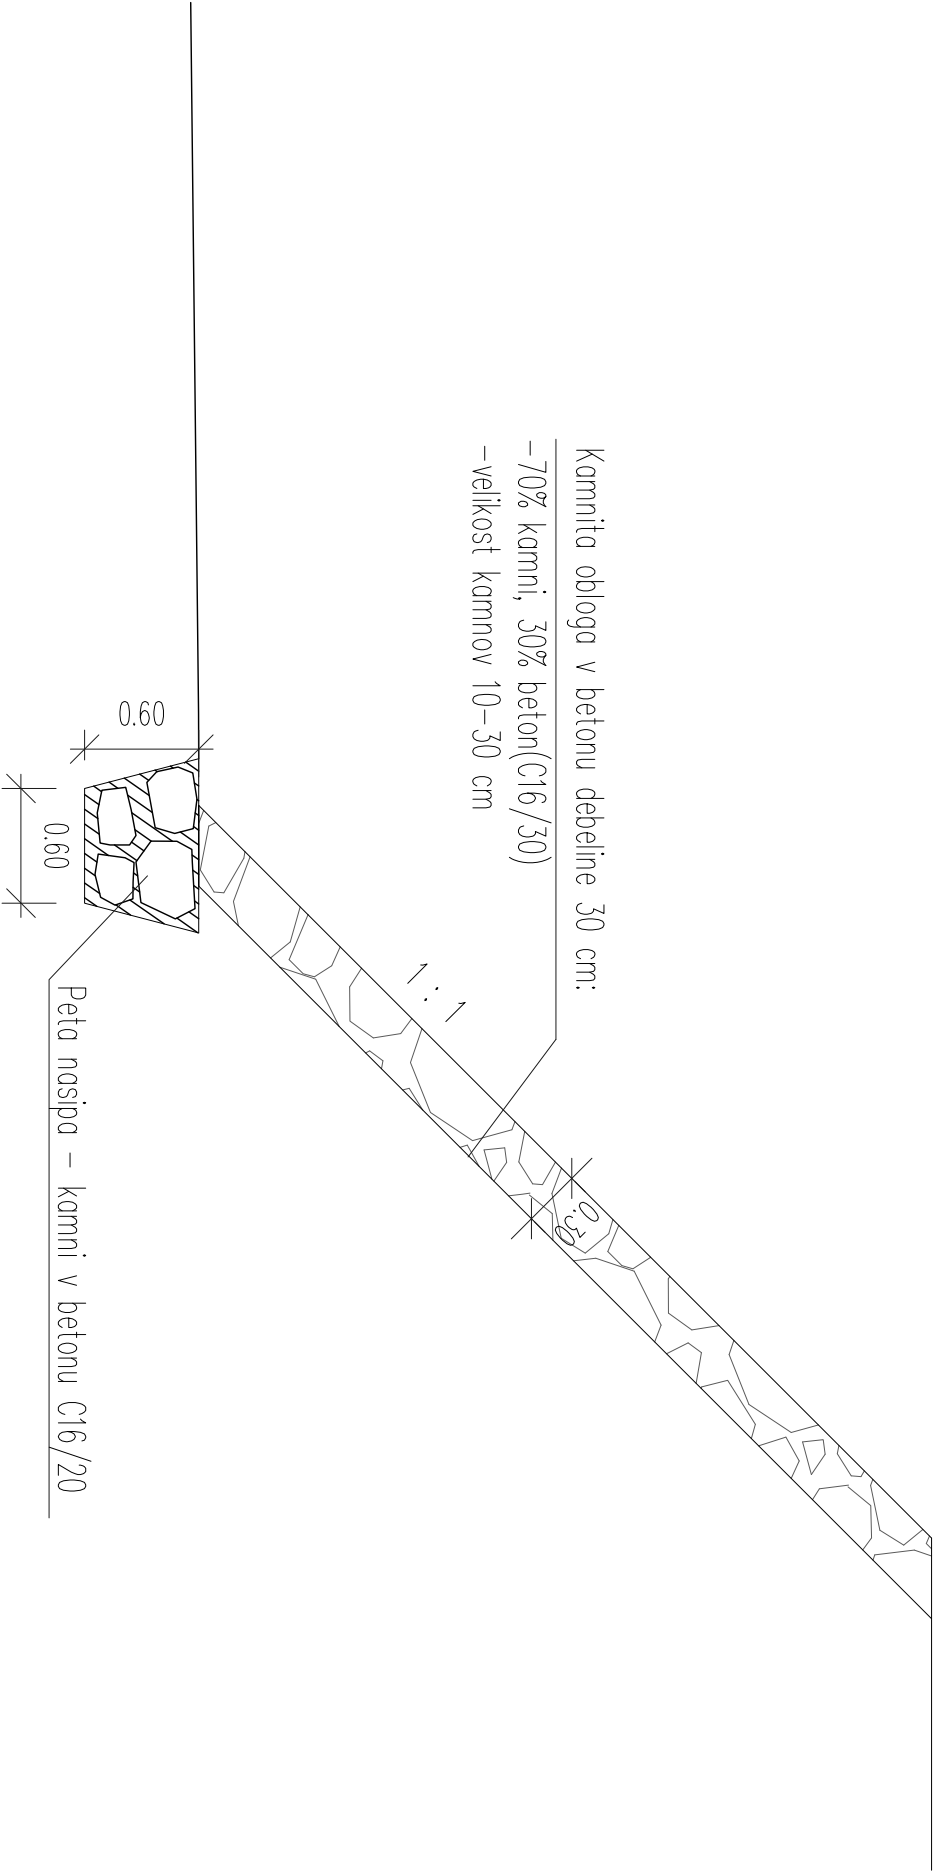 Kamnita obloga v betonu debeline 30 cm:
-70% kamni, 30% beton(C16/30)
-velikost kamnov 10-30 cm
1 : 1
0.30
0.60
0.60
Peta nasipa - kamni v betonu C16/20